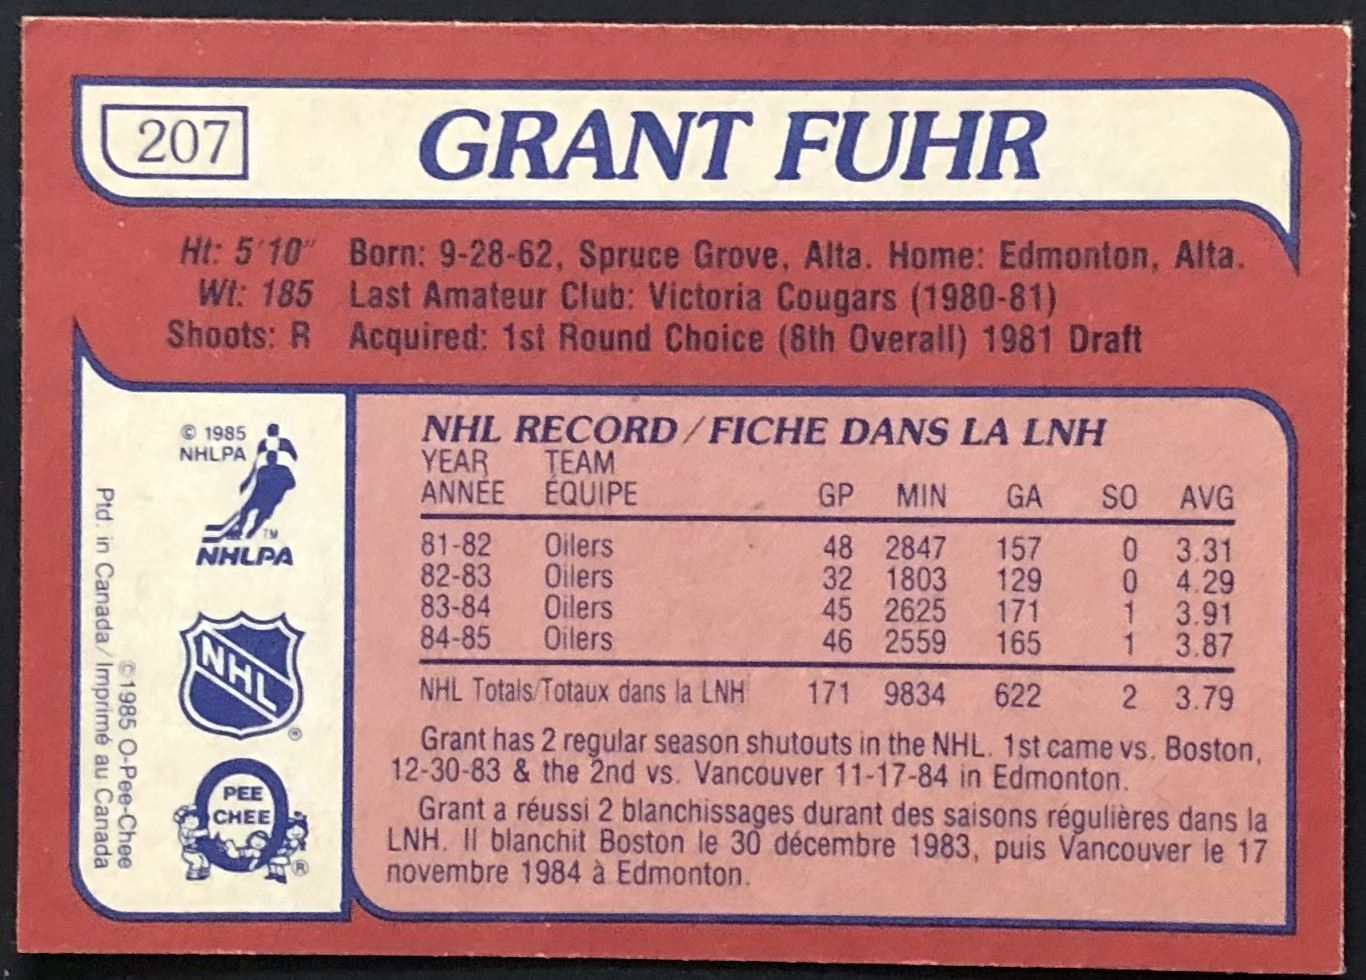 207
GRANT FUHR
Ht: 5'10" Born: 9-28-62, Spruce Grove, Alta. Home: Edmonton, Alta.
Wt: 185 Last Amateur Club: Victoria Cougars (1980-81)
Shoots: R Acquired: 1st Round Choice (8th Overall) 1981 Draft
© 1985
NHLPA
TM
NHLPA
NHL
®
PEE
CHEE
®
©1985 O-Pee-Chee
Ptd. in Canada/Imprimé au Canada
NHL RECORD/FICHE DANS LA LNH
YEAR TEAM
ANNÉE ÉQUIPE GP MIN GA SO AVG
81-82 Oilers 48 2847 157 0 3.31
82-83 Oilers 32 1803 129 0 4.29
83-84 Oilers 45 2625 171 1 3.91
84-85 Oilers 46 2559 165 1 3.87
NHL Totals/Totaux dans la LNH 171 9834 622 2 3.79
Grant has 2 regular season shutouts in the NHL. 1st came vs. Boston,
12-30-83 & the 2nd vs. Vancouver 11-17-84 in Edmonton.
Grant a réussi 2 blanchissages durant des saisons régulières dans la
LNH. Il blanchit Boston le 30 décembre 1983, puis Vancouver le 17
novembre 1984 à Edmonton.